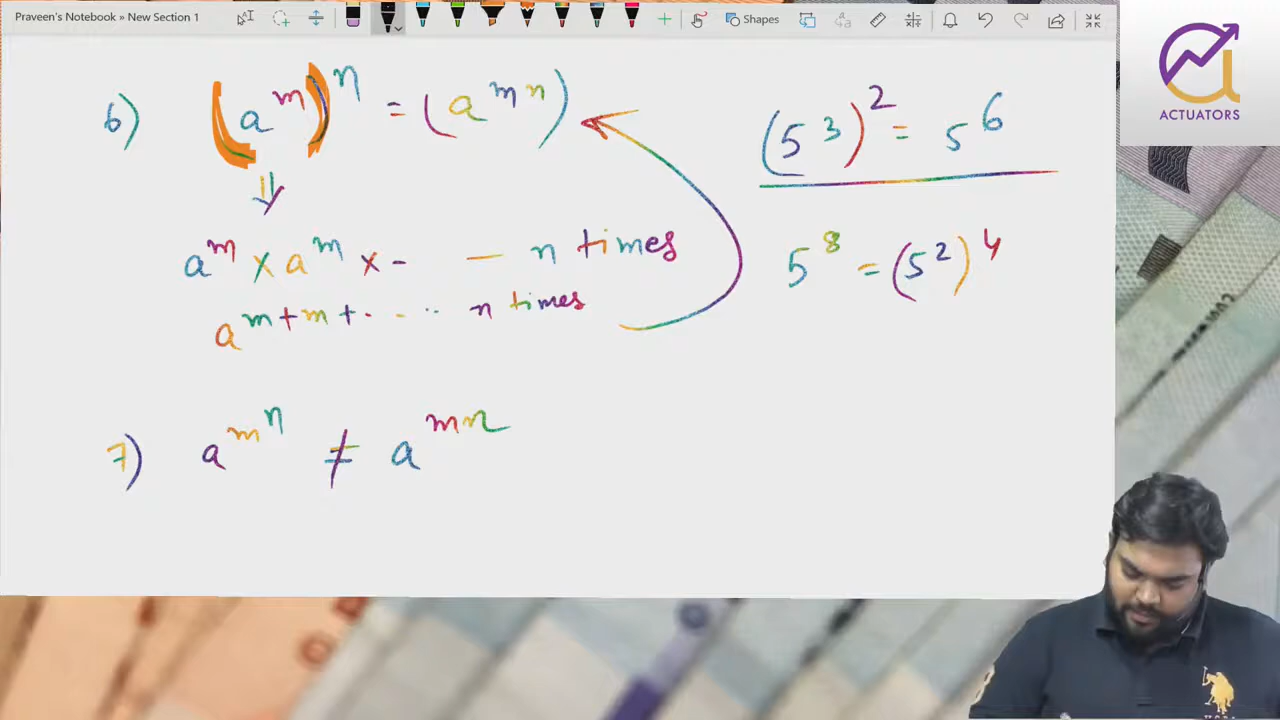 Praveen's Notebook » New Section 1
Shapes
ACTUATORS
6) (a^m)^n = (a^mn)
(5^3)^2 = 5^6
a^m × a^m × - — n times
5^8 = (5^2)^4
a^m+m+ · - ·· n times
7) a^m^n ≠ a^mn